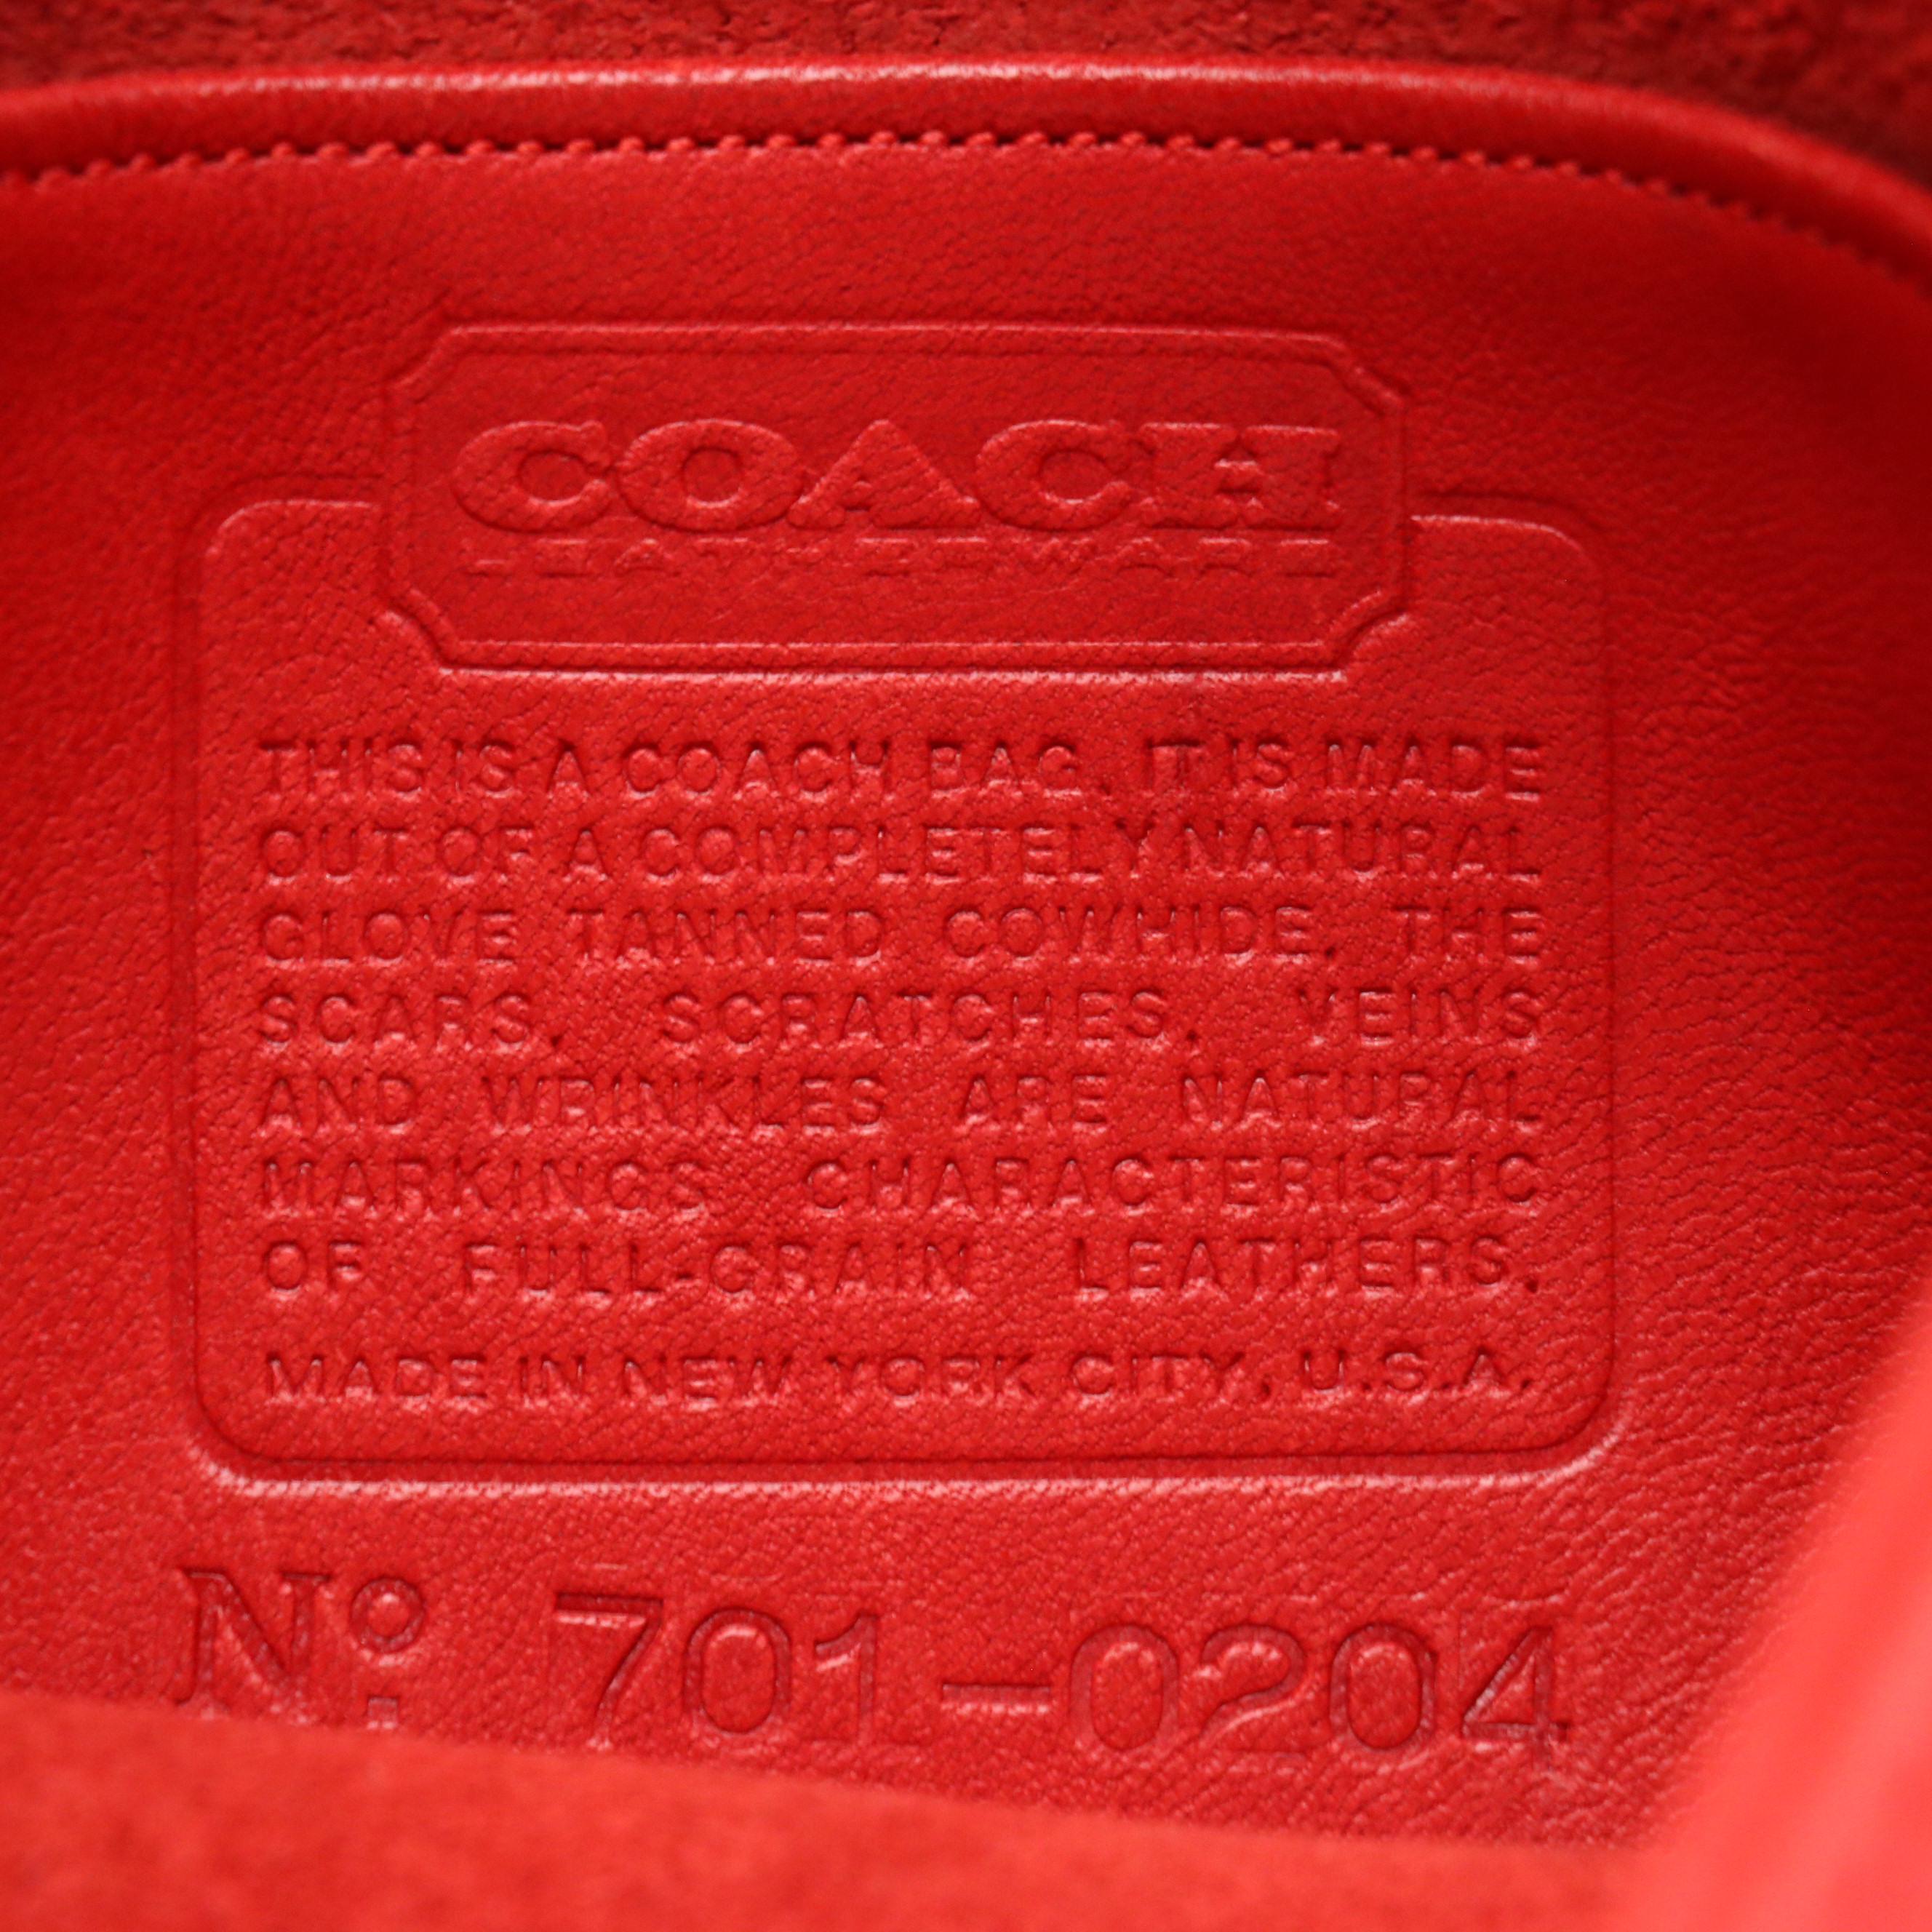 COACH
LEATHERWARE
THIS IS A COACH BAG. IT IS MADE
OUT OF A COMPLETELY NATURAL
GLOVE TANNED COWHIDE. THE
SCARS, SCRATCHES, VEINS
AND WRINKLES ARE NATURAL
MARKINGS CHARACTERISTIC
OF FULL-GRAIN LEATHERS.
MADE IN NEW YORK CITY, U.S.A.
Nº 701-0204